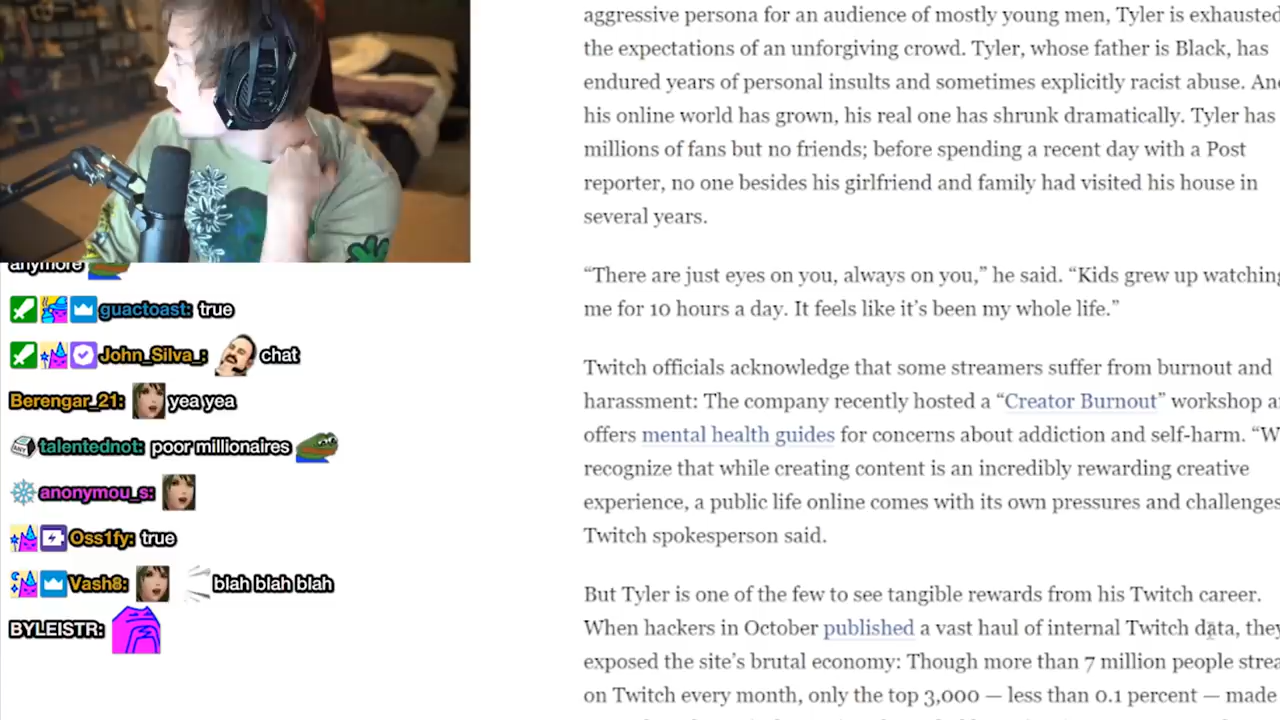 anymore
guactoast: true
John_Silva_: chat
Berengar_21: yea yea
talentednot: poor millionaires
anonymou_s:
Oss1fy: true
Vash8: blah blah blah
BYLEISTR:
aggressive persona for an audience of mostly young men, Tyler is exhausted
the expectations of an unforgiving crowd. Tyler, whose father is Black, has
endured years of personal insults and sometimes explicitly racist abuse. An
his online world has grown, his real one has shrunk dramatically. Tyler has
millions of fans but no friends; before spending a recent day with a Post
reporter, no one besides his girlfriend and family had visited his house in
several years.
“There are just eyes on you, always on you,” he said. “Kids grew up watching
me for 10 hours a day. It feels like it’s been my whole life.”
Twitch officials acknowledge that some streamers suffer from burnout and
harassment: The company recently hosted a “Creator Burnout” workshop a
offers mental health guides for concerns about addiction and self-harm. “W
recognize that while creating content is an incredibly rewarding creative
experience, a public life online comes with its own pressures and challenges
Twitch spokesperson said.
But Tyler is one of the few to see tangible rewards from his Twitch career.
When hackers in October published a vast haul of internal Twitch data, they
exposed the site’s brutal economy: Though more than 7 million people strea
on Twitch every month, only the top 3,000 — less than 0.1 percent — made